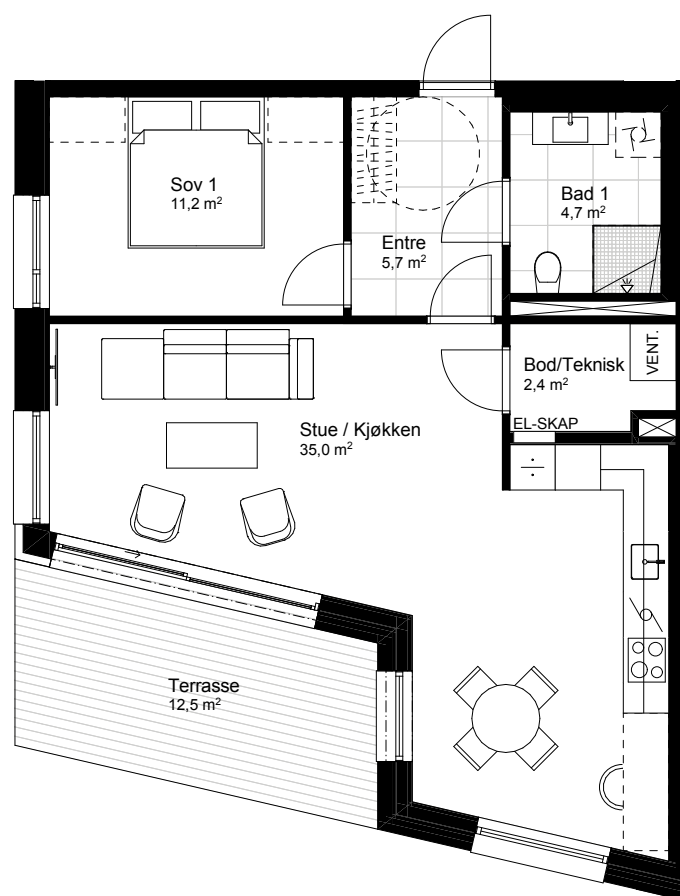 Sov 1
11,2 m²
Entre
5,7 m²
Bad 1
4,7 m²
Bod/Teknisk
2,4 m²
VENT.
EL-SKAP
Stue / Kjøkken
35,0 m²
Terrasse
12,5 m²